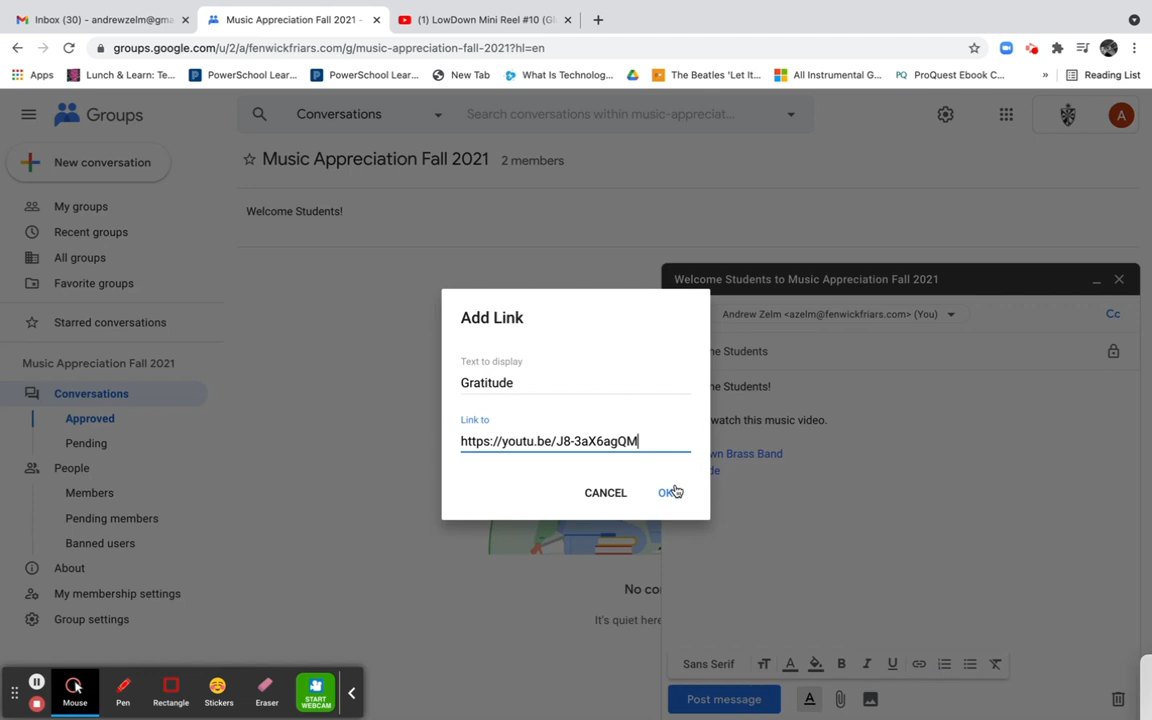 Inbox (30) - andrewzelm@gma
Music Appreciation Fall 2021 -
(1) LowDown Mini Reel #10 (Gl
groups.google.com/u/2/a/fenwickfriars.com/g/music-appreciation-fall-2021?hl=en
Apps
Lunch & Learn: Te...
PowerSchool Lear...
PowerSchool Lear...
New Tab
What Is Technolog...
The Beatles 'Let It...
All Instrumental G...
PQ
ProQuest Ebook C...
»
Reading List
Groups
Conversations
Search conversations within music-appreciat...
A
New conversation
Music Appreciation Fall 2021
2 members
My groups
Recent groups
All groups
Favorite groups
Starred conversations
Welcome Students!
Music Appreciation Fall 2021
Conversations
Approved
Pending
People
Members
Pending members
Banned users
About
My membership settings
Group settings
Welcome Students to Music Appreciation Fall 2021
Andrew Zelm <azelm@fenwickfriars.com> (You)
Cc
Students
Students!
watch this music video.
Brass Band
Add Link
Text to display
Gratitude
Link to
https://youtu.be/J8-3aX6agQM
CANCEL
OK
No
It's quiet here
Sans Serif
Post message
Mouse
Pen
Rectangle
Stickers
Eraser
START
WEBCAM